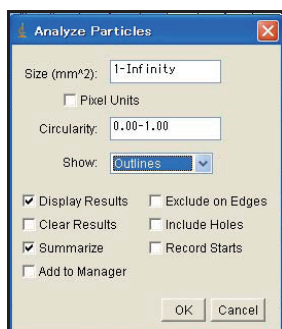 Analyze Particles
Size (mm^2): 1-Infinity
Pixel Units
Circularity: 0.00-1.00
Show: Outlines
Display Results Exclude on Edges
Clear Results Include Holes
Summarize Record Starts
Add to Manager
OK Cancel